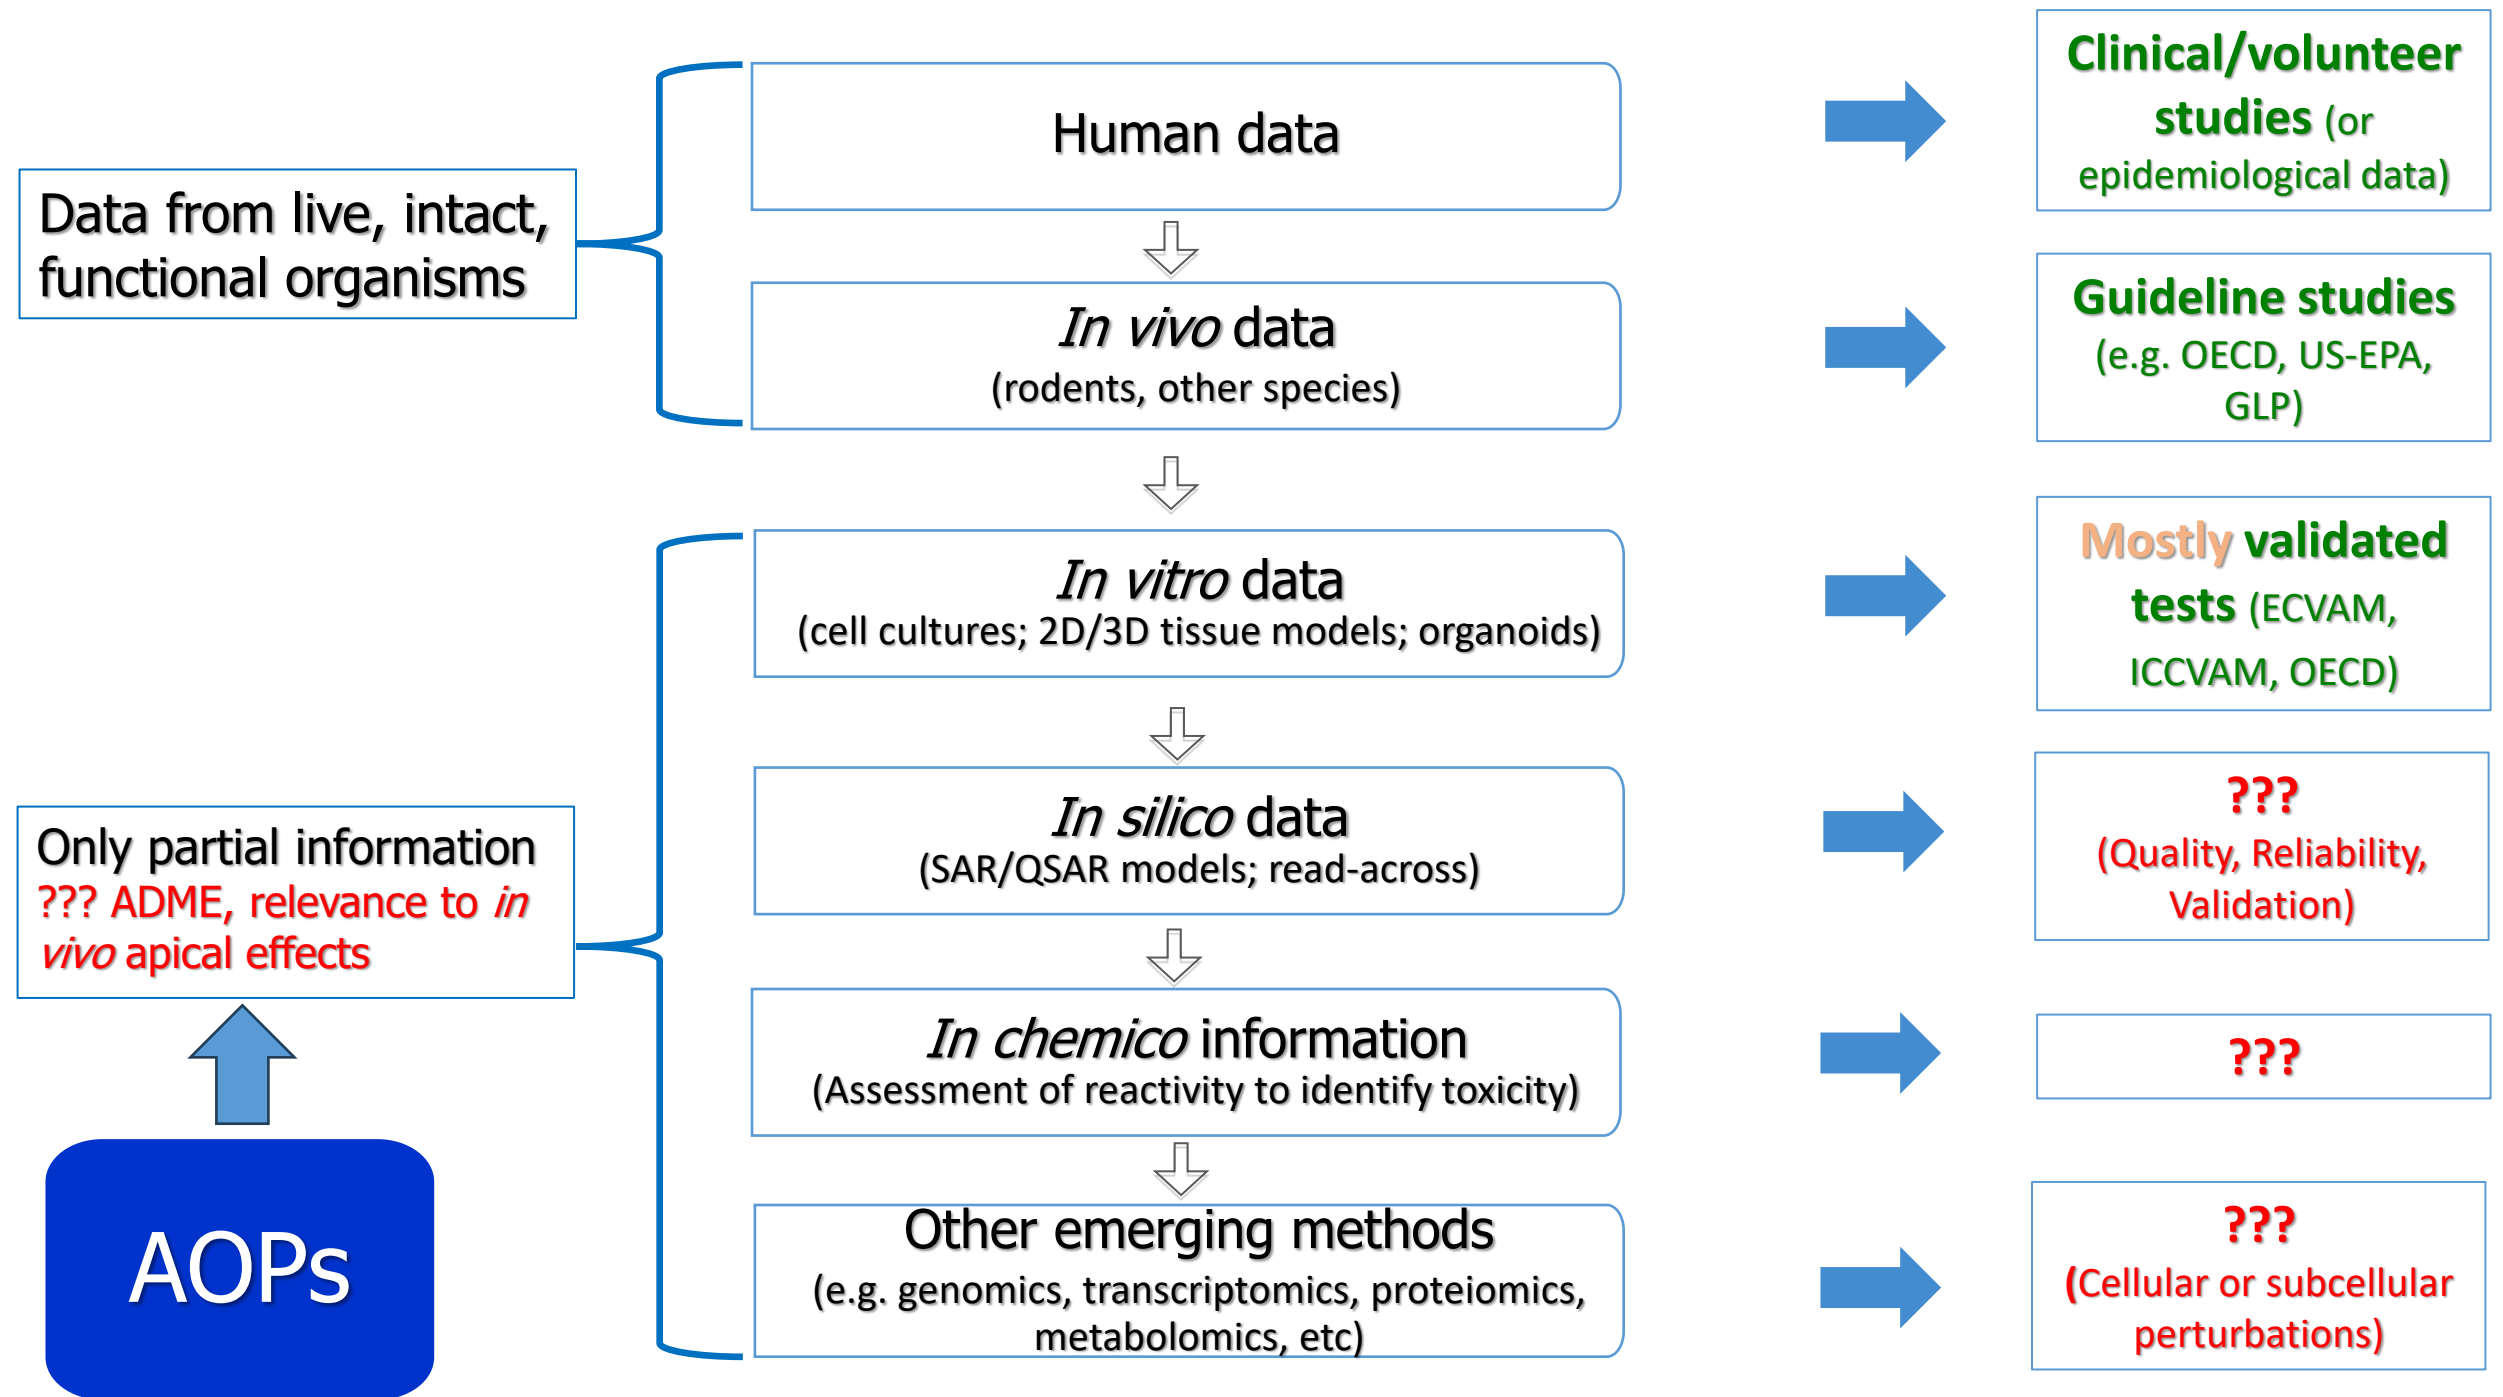 Clinical/volunteer
studies (or
epidemiological data)
Human data
Data from live, intact,
functional organisms
Guideline studies
(e.g. OECD, US-EPA,
GLP)
In vivo data
(rodents, other species)
Mostly validated
tests (ECVAM,
ICCVAM, OECD)
In vitro data
(cell cultures; 2D/3D tissue models; organoids)
???
(Quality, Reliability,
Validation)
In silico data
(SAR/QSAR models; read-across)
Only partial information
??? ADME, relevance to in
vivo apical effects
In chemico information
(Assessment of reactivity to identify toxicity)
???
AOPs
Other emerging methods
(e.g. genomics, transcriptomics, proteiomics,
metabolomics, etc)
???
(Cellular or subcellular
perturbations)